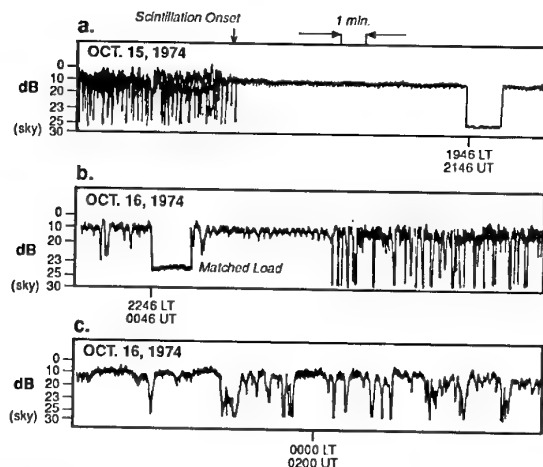 Scintillation Onset
1 min.
a.
OCT. 15, 1974
0
10
20
23
25
30
dB
(sky)
1946 LT
2146 UT
b.
OCT. 16, 1974
0
10
20
23
25
30
dB
(sky)
Matched Load
2246 LT
0046 UT
c.
OCT. 16, 1974
0
10
20
23
25
30
dB
(sky)
0000 LT
0200 UT